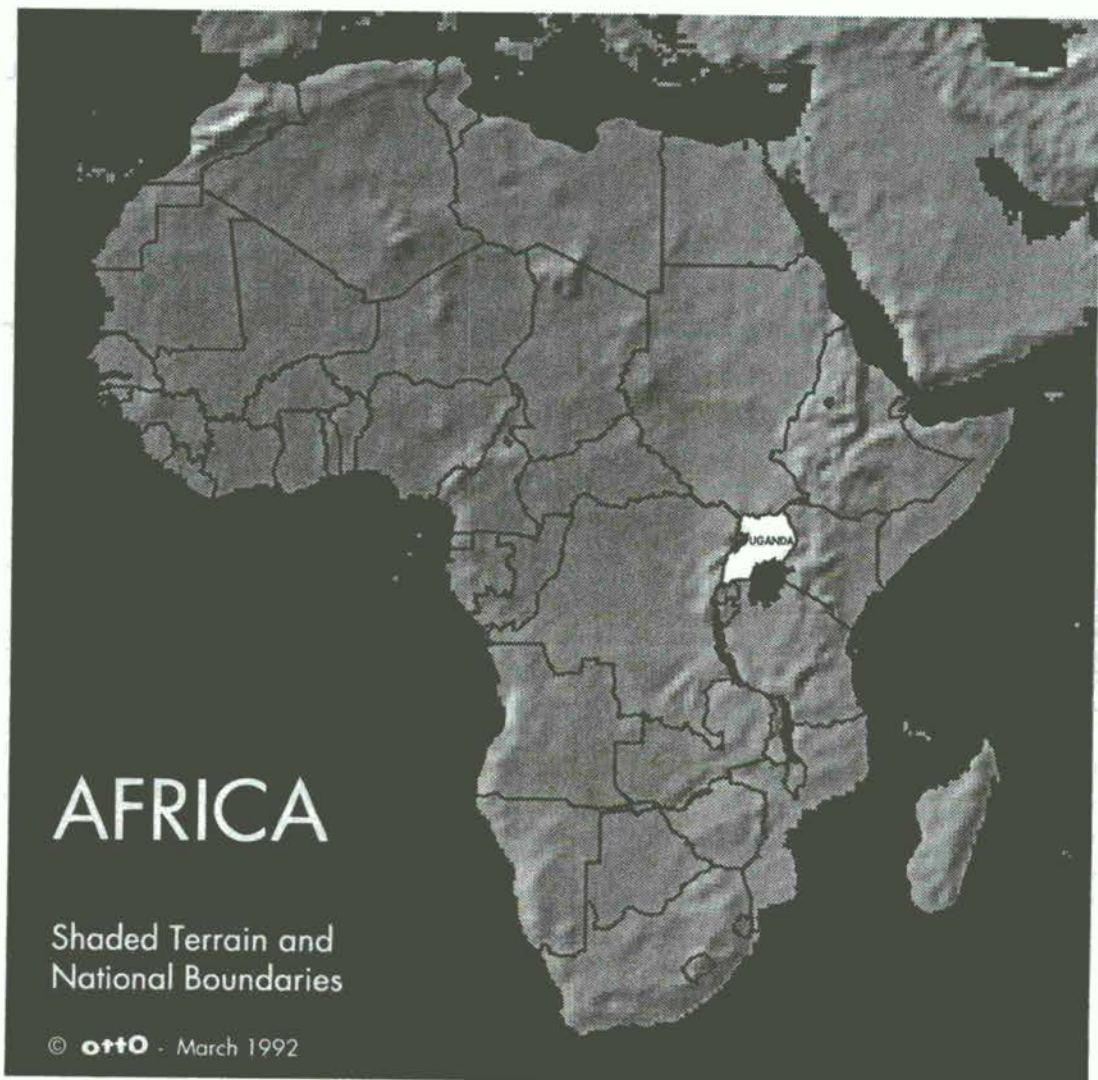 UGANDA
AFRICA
Shaded Terrain and
National Boundaries
© ottO - March 1992